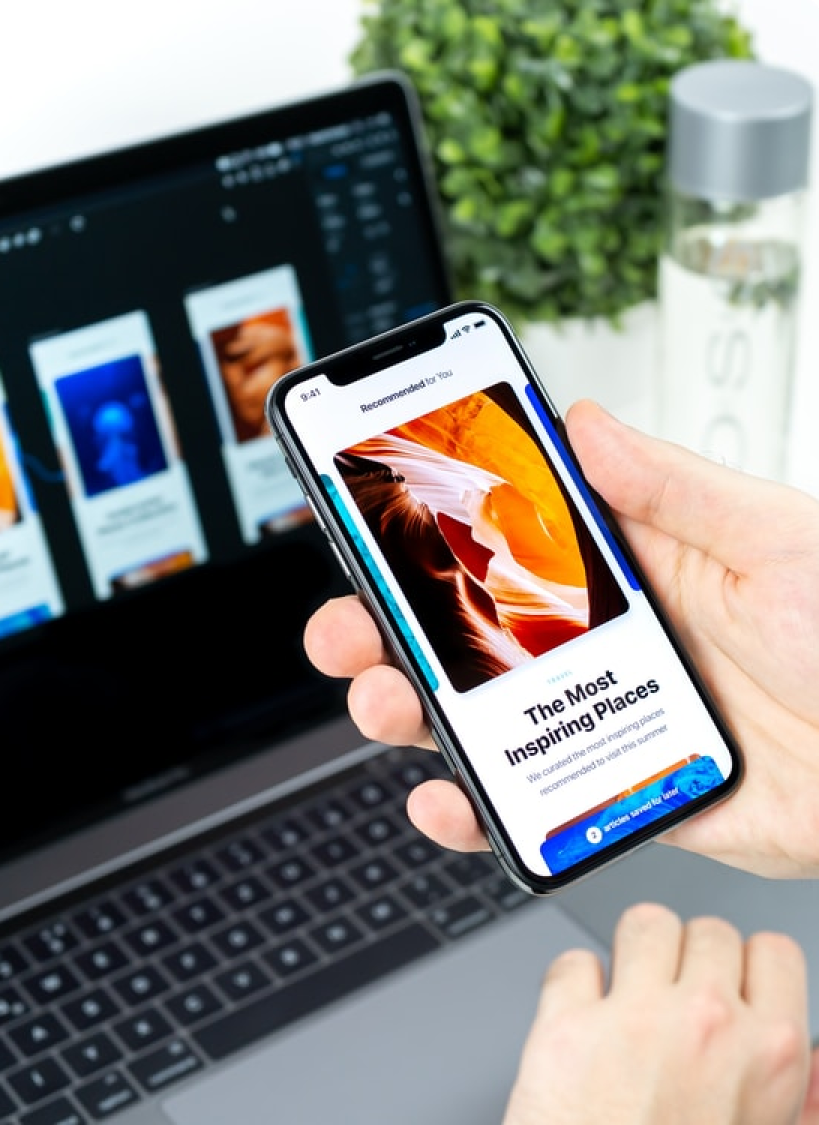 9:41
Recommended for You
TRAVEL
The Most
Inspiring Places
We curated the most inspiring places
recommended to visit this summer
2 articles saved for later